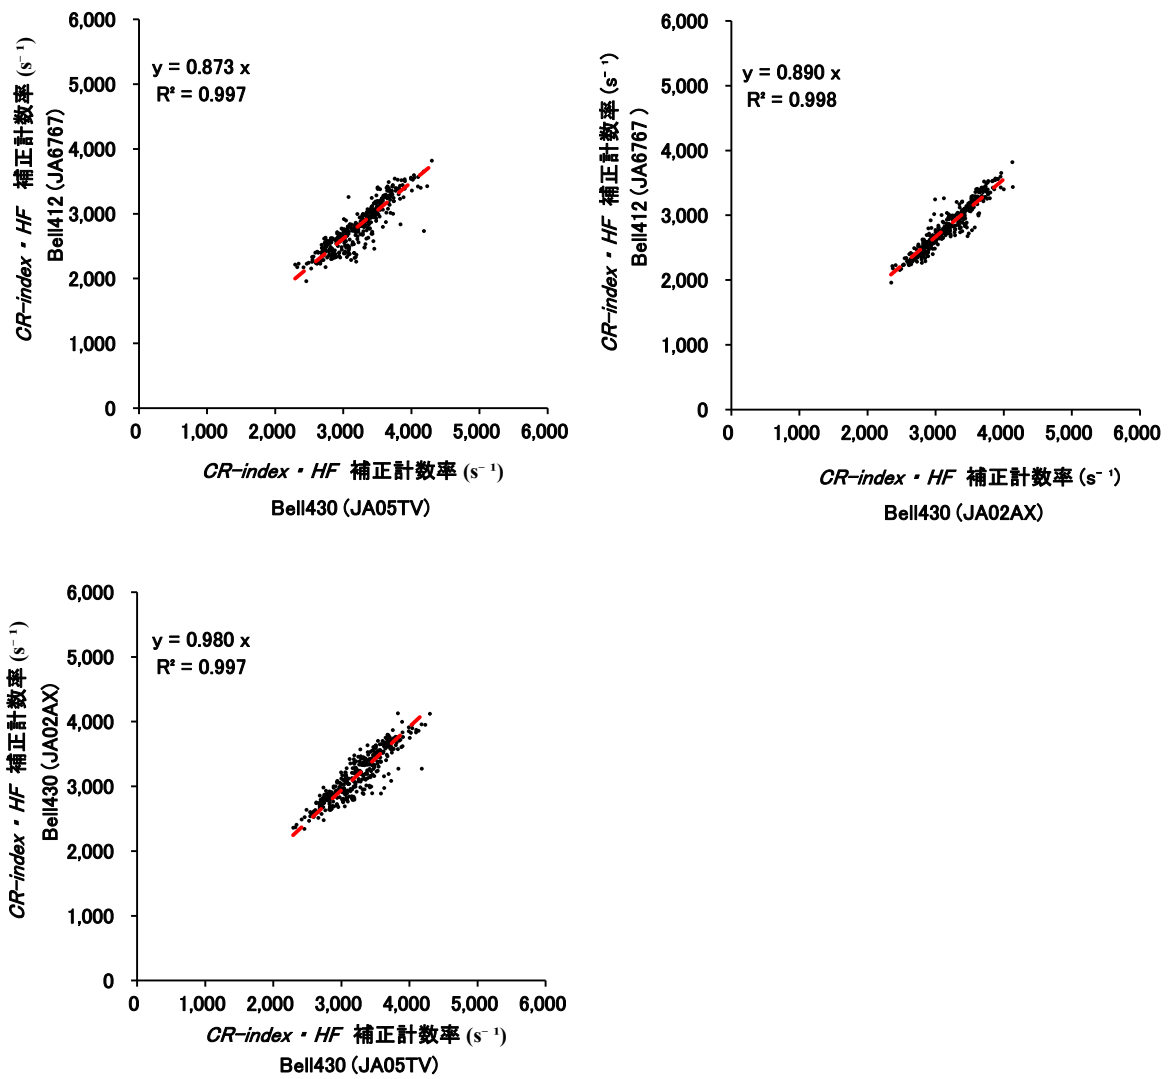 6,000
5,000
4,000
3,000
2,000
1,000
0
y = 0.873 x
R² = 0.997
CR-index・HF 補正計数率 (s⁻¹)
Bell412 (JA6767)
0 1,000 2,000 3,000 4,000 5,000 6,000
CR-index・HF 補正計数率 (s⁻¹)
Bell430 (JA05TV)
6,000
5,000
4,000
3,000
2,000
1,000
0
y = 0.890 x
R² = 0.998
CR-index・HF 補正計数率 (s⁻¹)
Bell412 (JA6767 )
0 1,000 2,000 3,000 4,000 5,000 6,000
CR-index・HF 補正計数率 (s⁻¹)
Bell430 (JA02AX)
6,000
5,000
4,000
3,000
2,000
1,000
0
y = 0.980 x
R² = 0.997
CR-index・HF 補正計数率 (s⁻¹)
Bell430 (JA02AX)
0 1,000 2,000 3,000 4,000 5,000 6,000
CR-index・HF 補正計数率 (s⁻¹)
Bell430 (JA05TV)